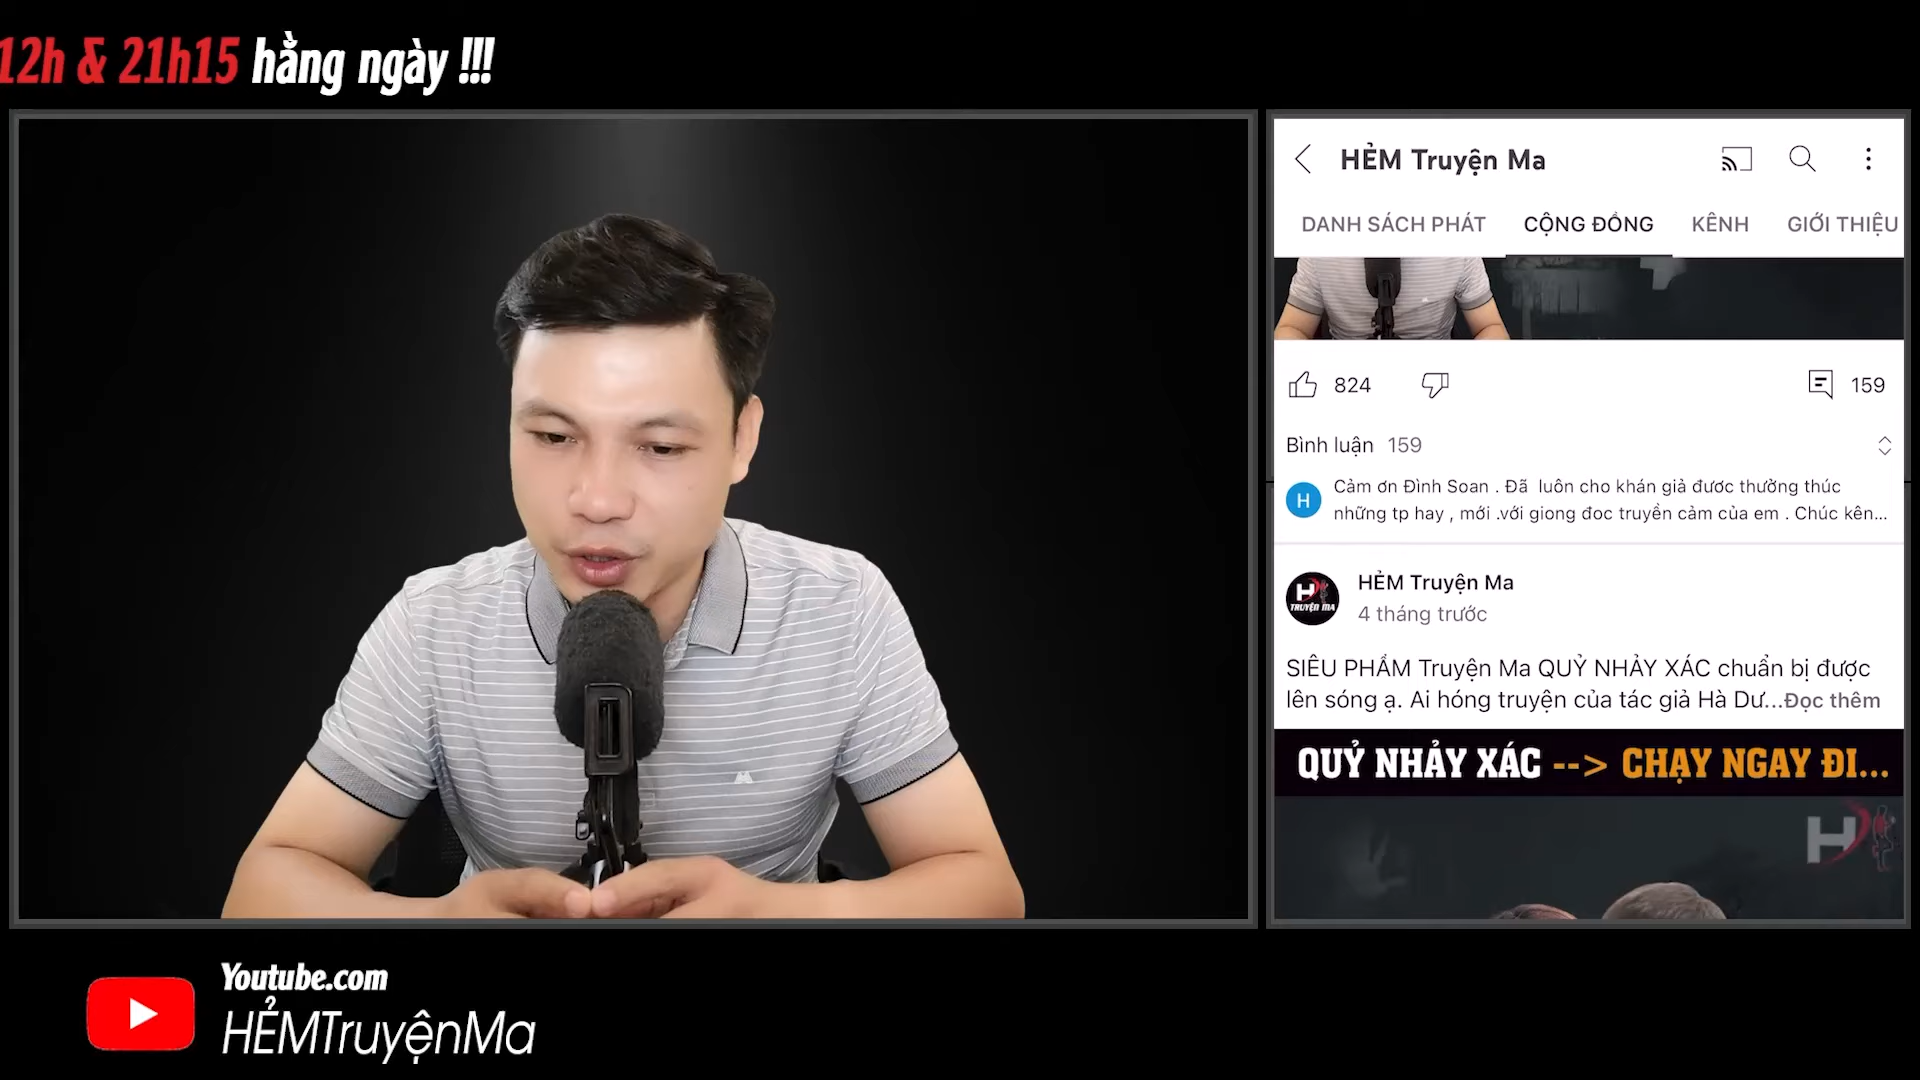 12h & 21h15 hằng ngày !!!
HẺM Truyện Ma
DANH SÁCH PHÁT CỘNG ĐỒNG KÊNH GIỚI THIỆU
824 159
Bình luận 159
H
Cảm ơn Đình Soan . Đã luôn cho khán giả đươc thưởng thúc
những tp hay , mới .với giong đoc truyền cảm của em . Chúc kên...
H
TRUYỆN MA
HẺM Truyện Ma
4 tháng trước
SIÊU PHẨM Truyện Ma QUỶ NHẢY XÁC chuẩn bị được
lên sóng ạ. Ai hóng truyện của tác giả Hà Dư...Đọc thêm
QUỶ NHẢY XÁC --> CHẠY NGAY ĐI...
H
Youtube.com
HẺMTruyệnMa